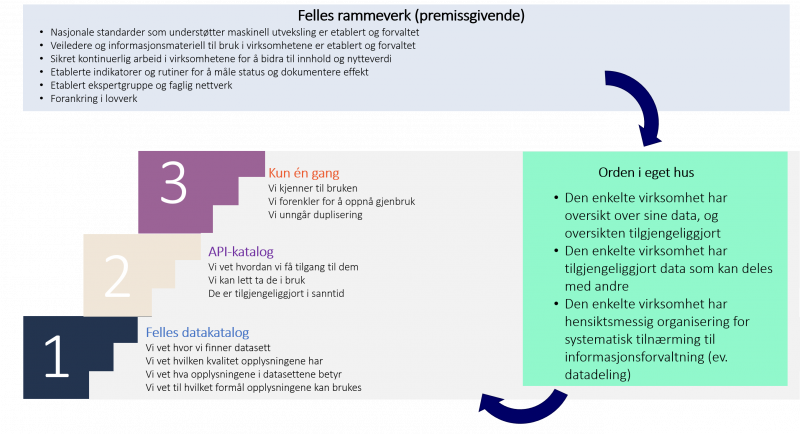 Felles rammeverk (premissgivende)
• Nasjonale standarder som understøtter maskinell utveksling er etablert og forvaltet
• Veiledere og informasjonsmateriell til bruk i virksomhetene er etablert og forvaltet
• Sikret kontinuerlig arbeid i virksomhetene for å bidra til innhold og nytteverdi
• Etablerte indikatorer og rutiner for å måle status og dokumentere effekt
• Etablert ekspertgruppe og faglig nettverk
• Forankring i lovverk
3
Kun én gang
Vi kjenner til bruken
Vi forenkler for å oppnå gjenbruk
Vi unngår duplisering
2
API-katalog
Vi vet hvordan vi få tilgang til dem
Vi kan lett ta de i bruk
De er tilgjengeliggjort i sanntid
1
Felles datakatalog
Vi vet hvor vi finner datasett
Vi vet hvilken kvalitet opplysningene har
Vi vet hva opplysningene i datasettene betyr
Vi vet til hvilket formål opplysningene kan brukes
Orden i eget hus
• Den enkelte virksomhet har
oversikt over sine data, og
oversikten tilgjengeliggjort
• Den enkelte virksomhet har
tilgjengeliggjort data som kan deles
med andre
• Den enkelte virksomhet har
hensiktsmessig organisering for
systematisk tilnærming til
informasjonsforvaltning (ev.
datadeling)